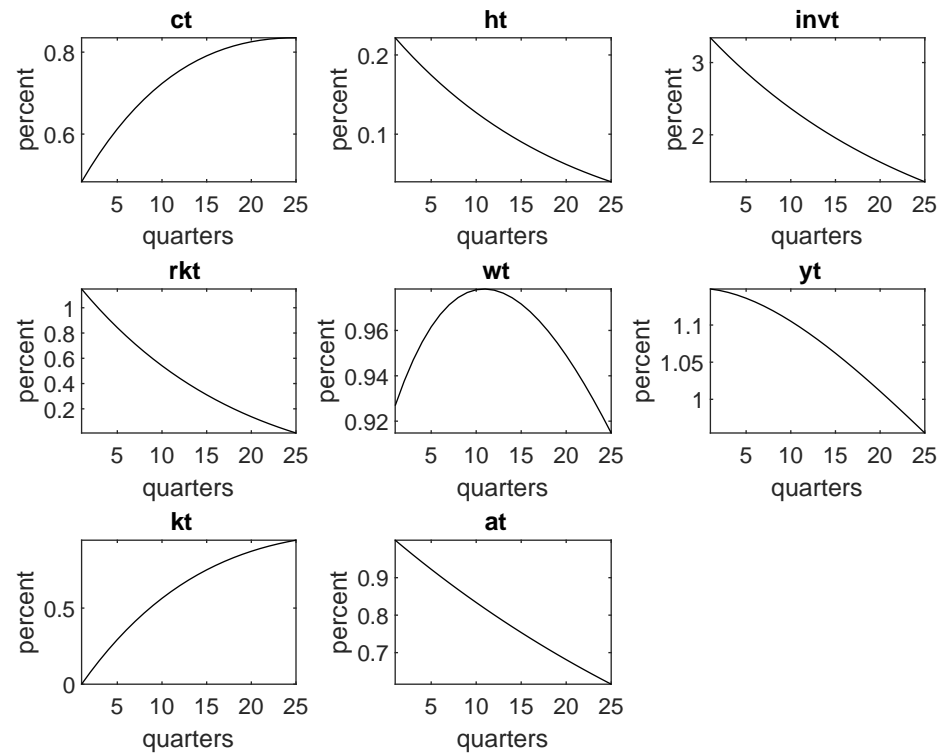 ct
percent
0.8
0.6
5 10 15 20 25
quarters
ht
percent
0.2
0.1
5 10 15 20 25
quarters
invt
percent
3
2
5 10 15 20 25
quarters
rkt
percent
1
0.8
0.6
0.4
0.2
5 10 15 20 25
quarters
wt
percent
0.96
0.94
0.92
5 10 15 20 25
quarters
yt
percent
1.1
1.05
1
5 10 15 20 25
quarters
kt
percent
0.5
0
5 10 15 20 25
quarters
at
percent
0.9
0.8
0.7
5 10 15 20 25
quarters